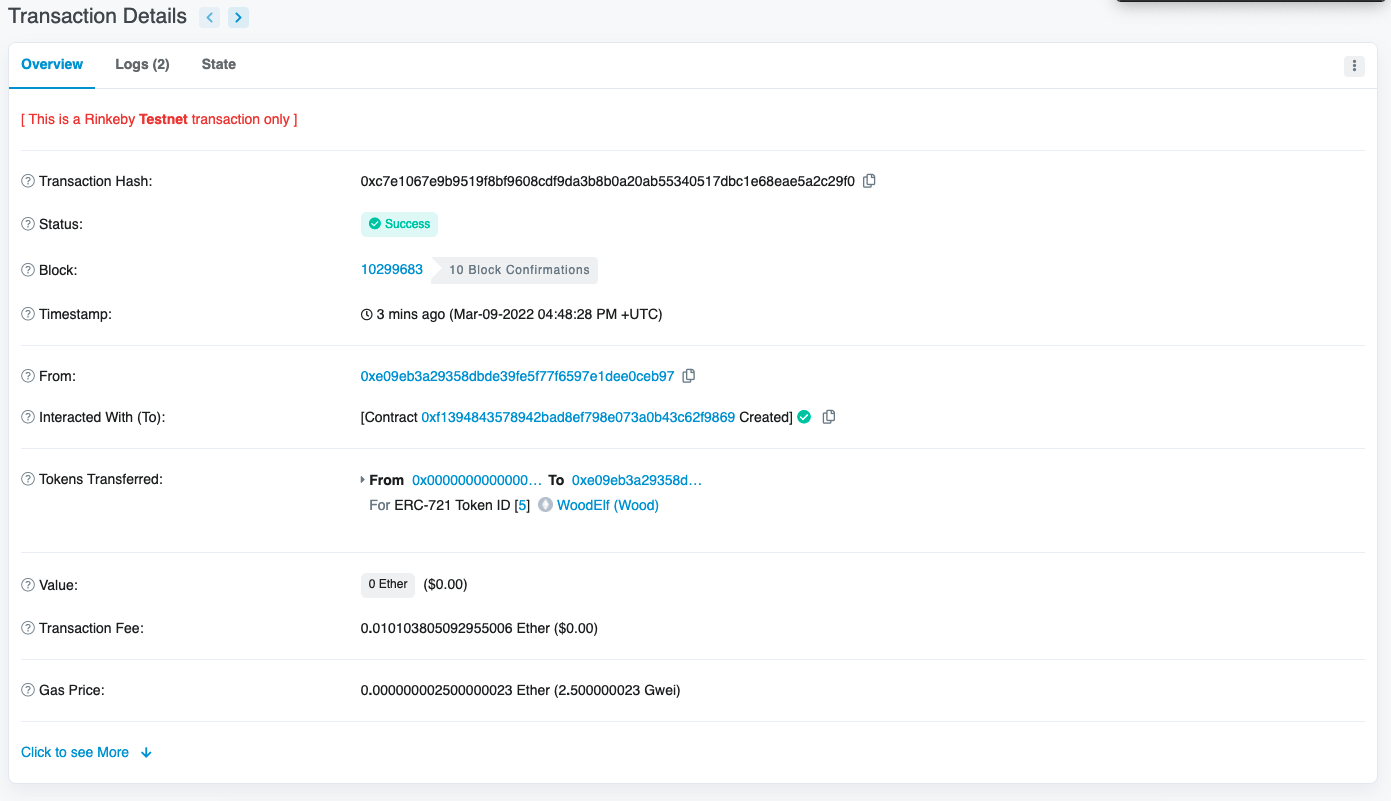 Transaction Details
Overview Logs (2) State
[ This is a Rinkeby Testnet transaction only ]
Transaction Hash: 0xc7e1067e9b9519f8bf9608cdf9da3b8b0a20ab55340517dbc1e68eae5a2c29f0
Status: Success
Block: 10299683 10 Block Confirmations
Timestamp: 3 mins ago (Mar-09-2022 04:48:28 PM +UTC)
From: 0xe09eb3a29358dbde39fe5f77f6597e1dee0ceb97
Interacted With (To): [Contract 0xf1394843578942bad8ef798e073a0b43c62f9869 Created]
Tokens Transferred: From 0x0000000000000... To 0xe09eb3a29358d...
For ERC-721 Token ID [5] WoodElf (Wood)
Value: 0 Ether ($0.00)
Transaction Fee: 0.010103805092955006 Ether ($0.00)
Gas Price: 0.000000002500000023 Ether (2.500000023 Gwei)
Click to see More